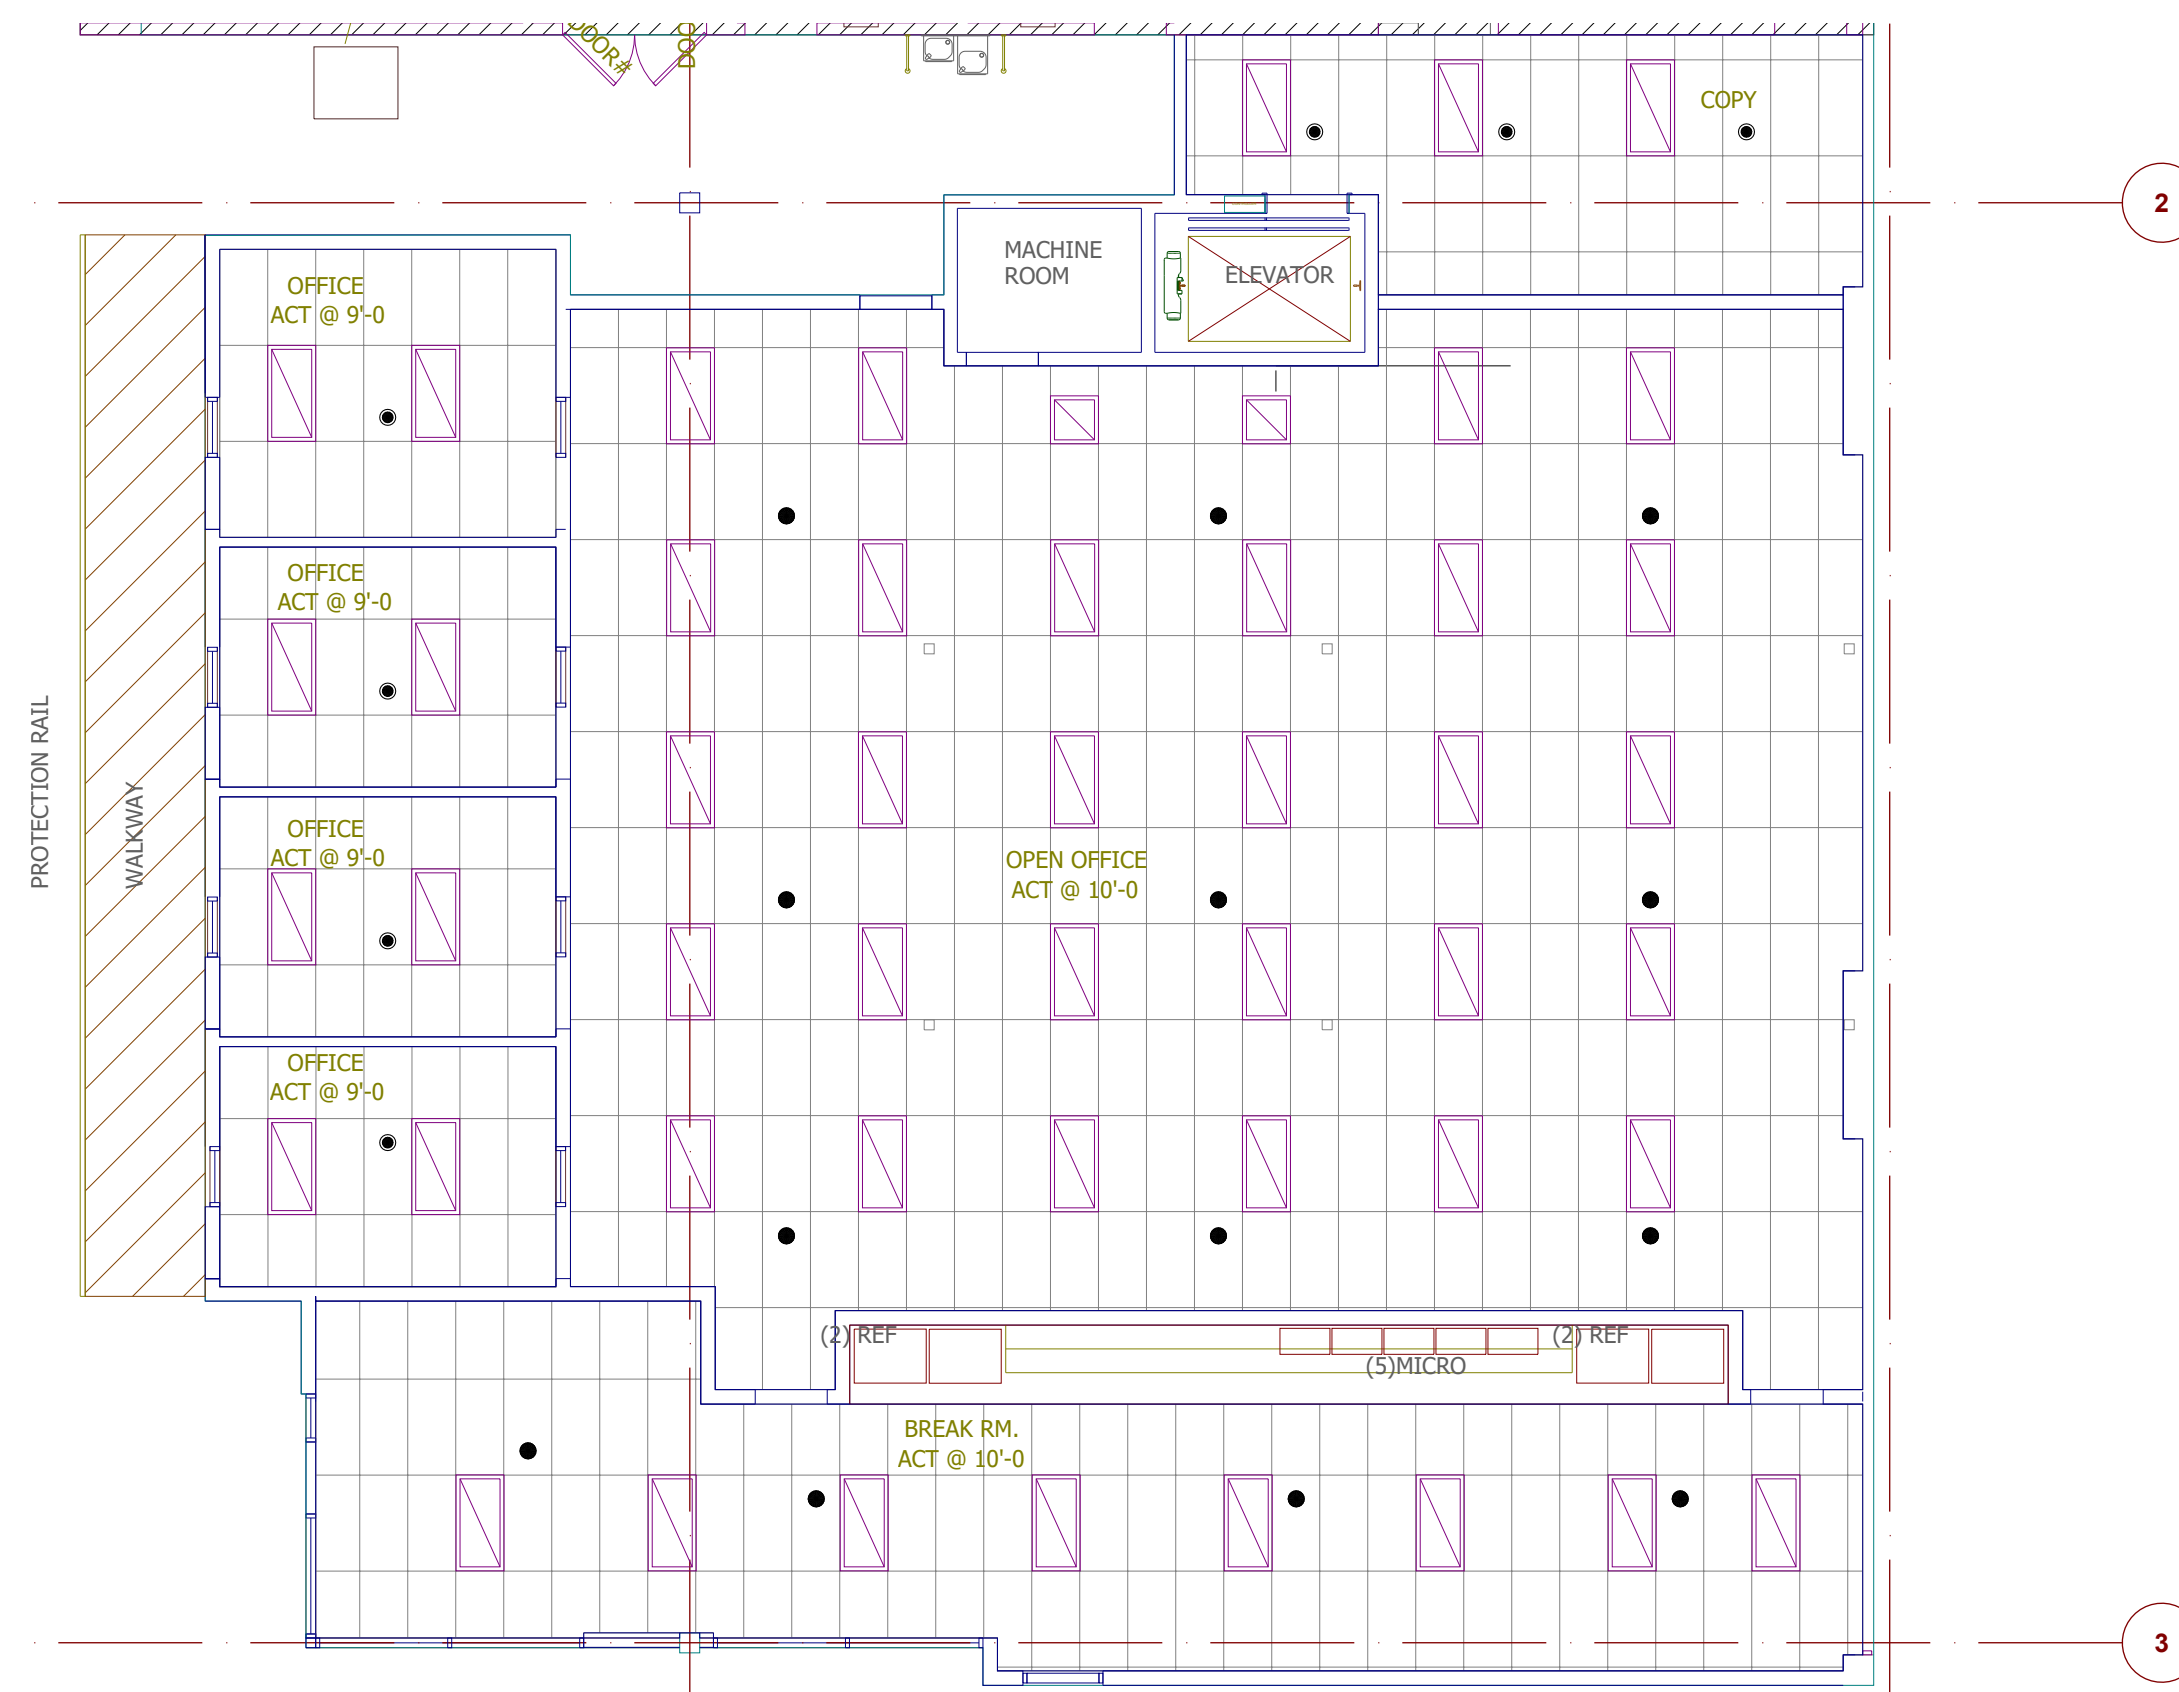 DOOR#
DOO
COPY
2
MACHINE
ROOM
ELEVATOR
OFFICE
ACT @ 9'-0
OFFICE
ACT @ 9'-0
PROTECTION RAIL
WALKWAY
OFFICE
ACT @ 9'-0
OPEN OFFICE
ACT @ 10'-0
OFFICE
ACT @ 9'-0
(2) REF
(2) REF
(5)MICRO
BREAK RM.
ACT @ 10'-0
3